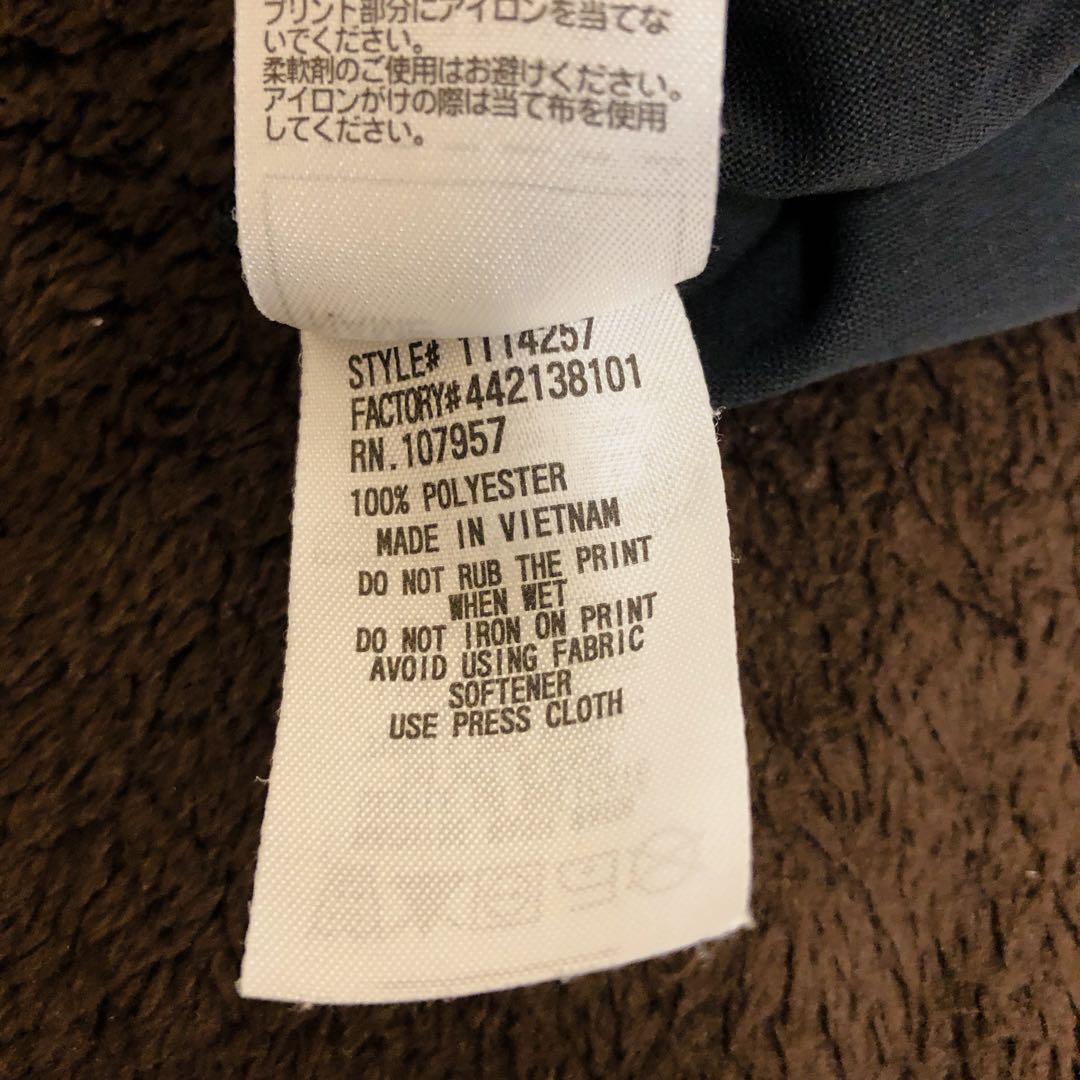 プリント部分にアイロンを当てな
いでください。
柔軟剤のご使用はお避けください。
アイロンがけの際は当て布を使用
してください。
STYLE# 1114257
FACTORY#442138101
RN.107957
100% POLYESTER
MADE IN VIETNAM
DO NOT RUB THE PRINT
WHEN WET
DO NOT IRON ON PRINT
AVOID USING FABRIC
SOFTENER
USE PRESS CLOTH